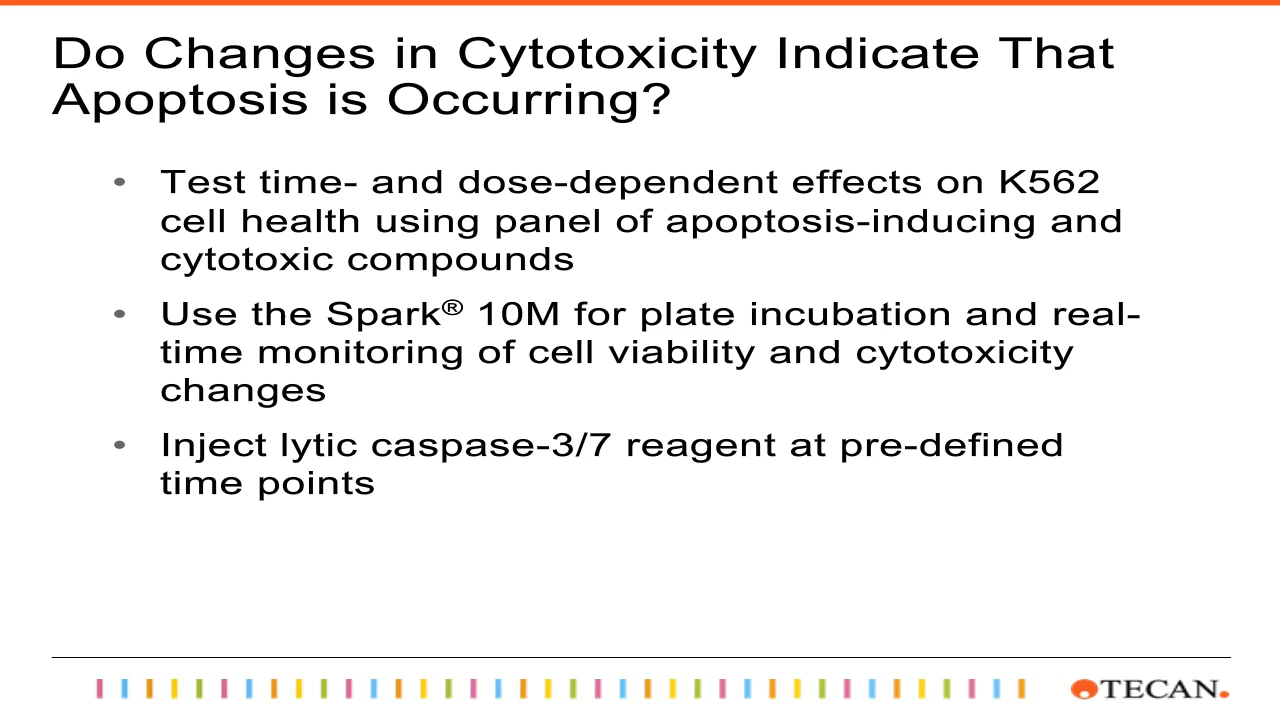 Do Changes in Cytotoxicity Indicate That
Apoptosis is Occurring?
• Test time- and dose-dependent effects on K562
cell health using panel of apoptosis-inducing and
cytotoxic compounds
• Use the Spark® 10M for plate incubation and real-
time monitoring of cell viability and cytotoxicity
changes
• Inject lytic caspase-3/7 reagent at pre-defined
time points
TECAN.